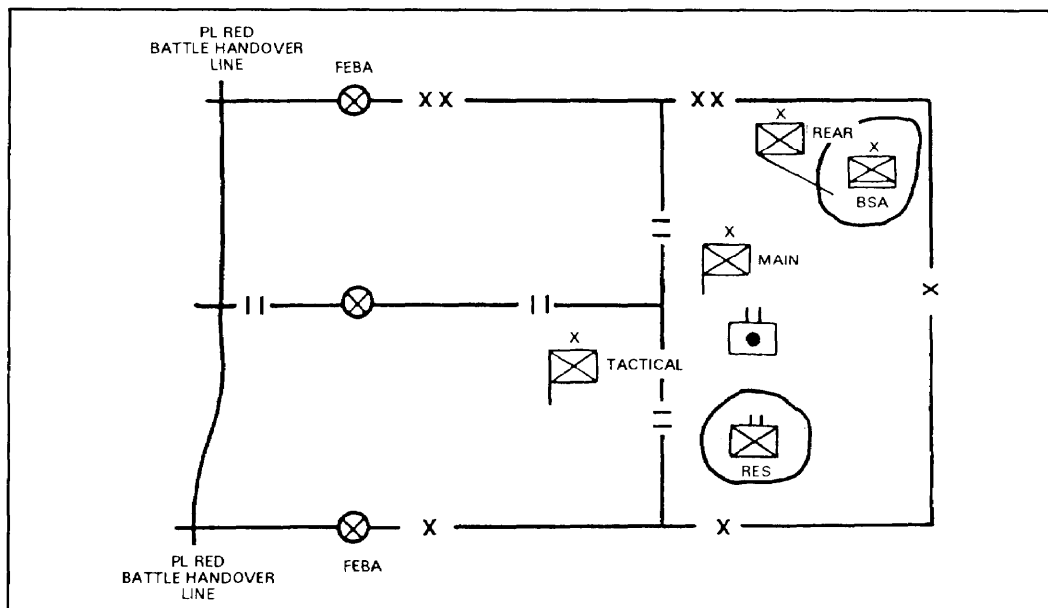 PL RED
BATTLE HANDOVER
LINE
FEBA
XX
XX
X
REAR
X
BSA
X
MAIN
X
X
TACTICAL
RES
X
X
FEBA
PL RED
BATTLE HANDOVER
LINE